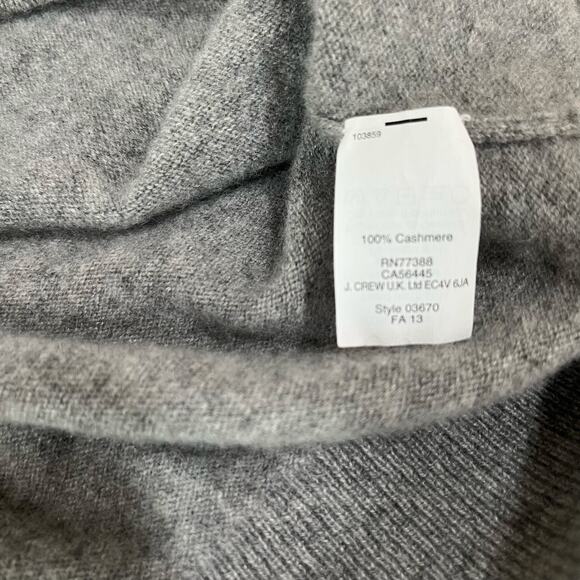 103859
100% Cashmere
RN77388
CA56445
J. CREW U.K. Ltd EC4V 6JA
Style 03670
FA 13